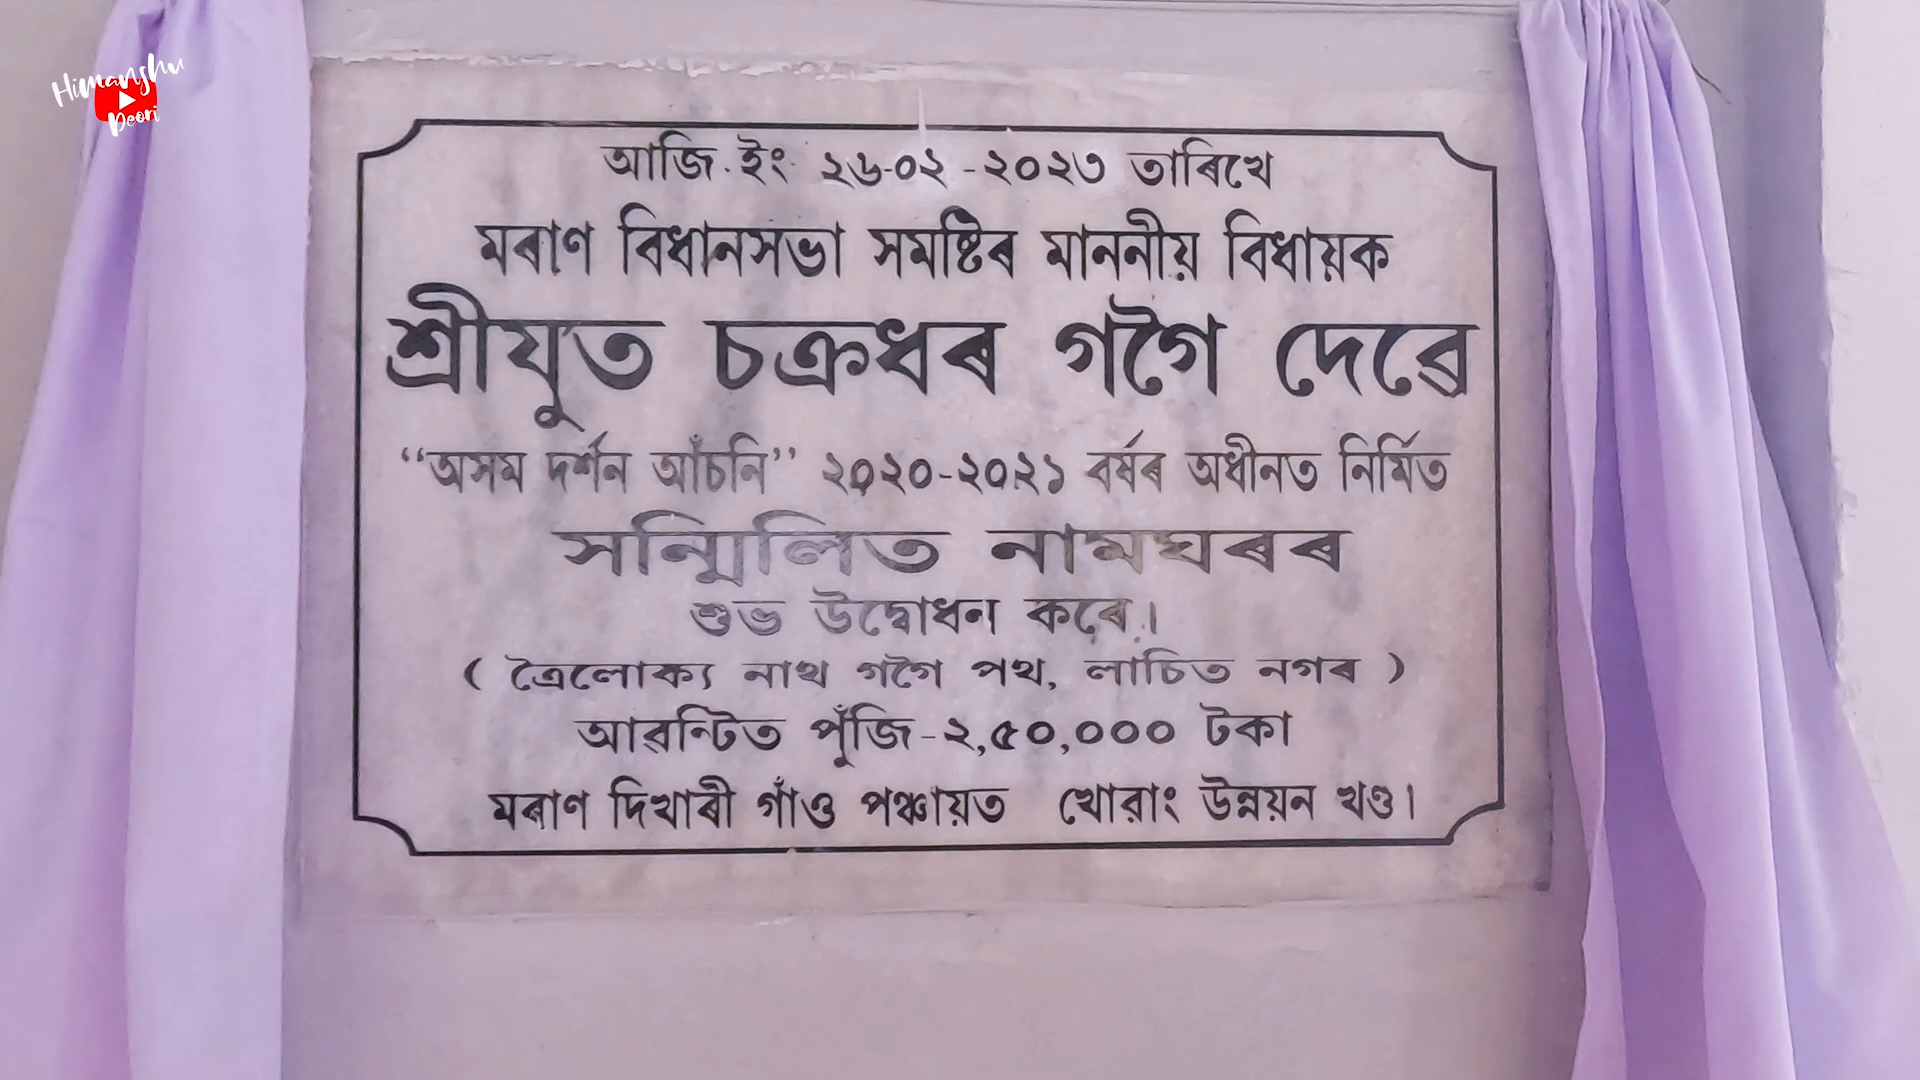 Himanshu
Deori
আজি ইং ২৬-০২-২০২৩ তাৰিখে
মৰাণ বিধানসভা সমষ্টিৰ মাননীয় বিধায়ক
শ্ৰীযুত চক্ৰধৰ গগৈ দেৱে
“অসম দৰ্শন আঁচনি” ২০২০-২০২১ বৰ্ষৰ অধীনত নিৰ্মিত
সন্মিলিত নামঘৰৰ
শুভ উদ্বোধন কৰে।
( ত্ৰৈলোক্য নাথ গগৈ পথ, লাচিত নগৰ )
আৱন্টিত পুঁজি-২,৫০,০০০ টকা
মৰাণ দিখাৰী গাঁও পঞ্চায়ত খোৱাং উন্নয়ন খণ্ড।